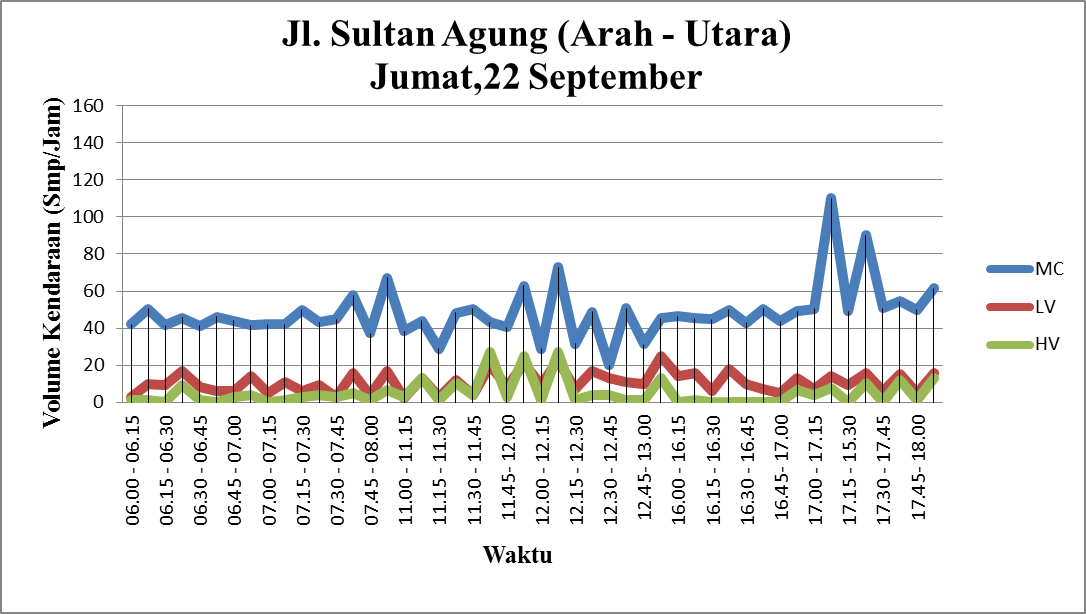 Jl. Sultan Agung (Arah - Utara)
Jumat,22 September
Volume Kendaraan (Smp/Jam)
160
140
120
100
80
60
40
20
0
06.00 - 06.15
06.15 - 06.30
06.30 - 06.45
06.45 - 07.00
07.00 - 07.15
07.15 - 07.30
07.30 - 07.45
07.45 - 08.00
11.00 - 11.15
11.15 - 11.30
11.30 - 11.45
11.45- 12.00
12.00 - 12.15
12.15 - 12.30
12.30 - 12.45
12.45- 13.00
16.00 - 16.15
16.15 - 16.30
16.30 - 16.45
16.45- 17.00
17.00 - 17.15
17.15 - 15.30
17.30 - 17.45
17.45- 18.00
Waktu
MC
LV
HV